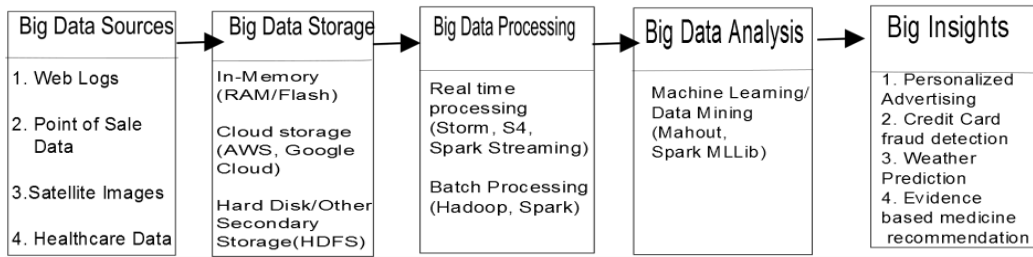 Big Data Sources
1. Web Logs
2. Point of Sale
Data
3.Satellite Images
4. Healthcare Data
Big Data Storage
In-Memory
(RAM/Flash)
Cloud storage
(AWS, Google
Cloud)
Hard Disk/Other
Secondary
Storage(HDFS)
Big Data Processing
Real time
processing
(Storm, S4,
Spark Streaming)
Batch Processing
(Hadoop, Spark)
Big Data Analysis
Machine Learning/
Data Mining
(Mahout,
Spark MLLib)
Big Insights
1. Personalized
Advertising
2. Credit Card
fraud detection
3. Weather
Prediction
4. Evidence
based medicine
recommendation